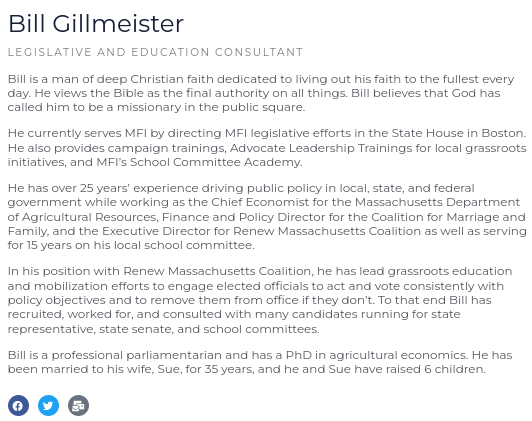 Bill Gillmeister
LEGISLATIVE AND EDUCATION CONSULTANT
Bill is a man of deep Christian faith dedicated to living out his faith to the fullest every
day. He views the Bible as the final authority on all things. Bill believes that God has
called him to be a missionary in the public square.
He currently serves MFI by directing MFI legislative efforts in the State House in Boston.
He also provides campaign trainings, Advocate Leadership Trainings for local grassroots
initiatives, and MFI's School Committee Academy.
He has over 25 years' experience driving public policy in local, state, and federal
government while working as the Chief Economist for the Massachusetts Department
of Agricultural Resources, Finance and Policy Director for the Coalition for Marriage and
Family, and the Executive Director for Renew Massachusetts Coalition as well as serving
for 15 years on his local school committee.
In his position with Renew Massachusetts Coalition, he has lead grassroots education
and mobilization efforts to engage elected officials to act and vote consistently with
policy objectives and to remove them from office if they don't. To that end Bill has
recruited, worked for, and consulted with many candidates running for state
representative, state senate, and school committees.
Bill is a professional parliamentarian and has a PhD in agricultural economics. He has
been married to his wife, Sue, for 35 years, and he and Sue have raised 6 children.